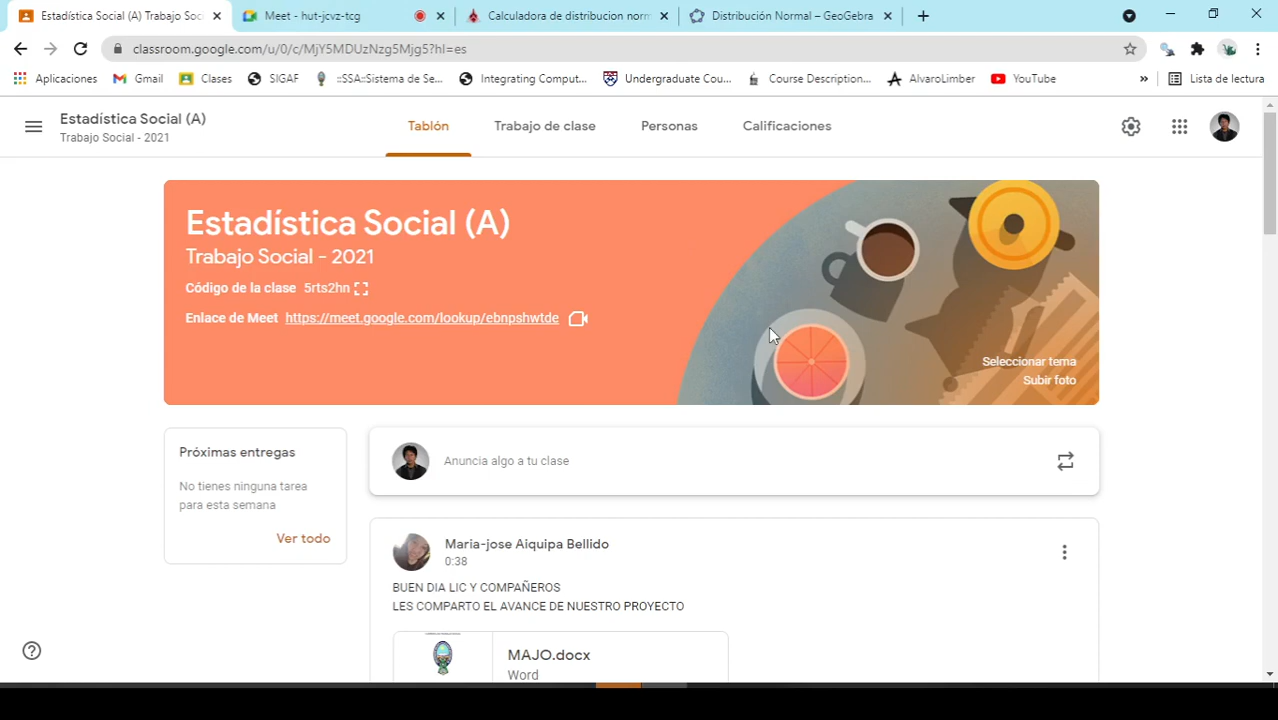 Estadística Social (A) Trabajo Soc
Meet - hut-jcvz-tcg
Calculadora de distribucion norm
Distribución Normal – GeoGebra
classroom.google.com/u/0/c/MjY5MDUzNzg5Mjg5?hl=es
Aplicaciones
Gmail
Clases
SIGAF
::SSA::Sistema de Se...
Integrating Comput...
Undergraduate Cou...
Course Description...
AlvaroLimber
YouTube
»
Lista de lectura
Estadística Social (A)
Trabajo Social - 2021
Tablón
Trabajo de clase
Personas
Calificaciones
Estadística Social (A)
Trabajo Social - 2021
Código de la clase 5rts2hn
Enlace de Meet https://meet.google.com/lookup/ebnpshwtde
Seleccionar tema
Subir foto
Próximas entregas
No tienes ninguna tarea
para esta semana
Ver todo
Anuncia algo a tu clase
Maria-jose Aiquipa Bellido
0:38
BUEN DIA LIC Y COMPAÑEROS
LES COMPARTO EL AVANCE DE NUESTRO PROYECTO
MAJO.docx
Word